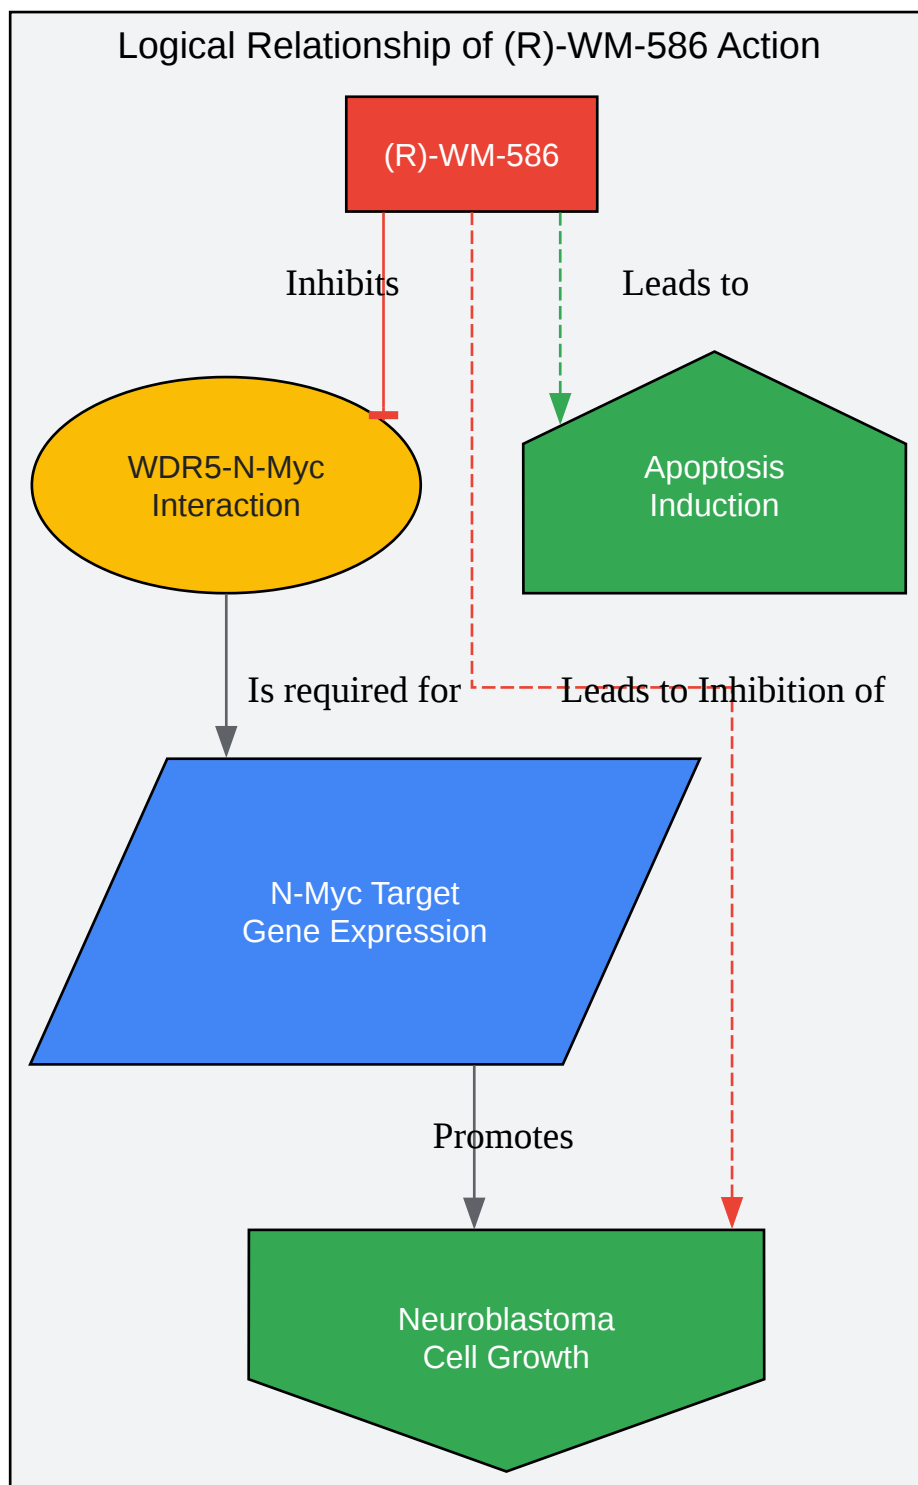 Logical Relationship of (R)-WM-586 Action
(R)-WM-586
Inhibits
Leads to
WDR5-N-Myc
Interaction
Apoptosis
Induction
Is required for
Leads to Inhibition of
N-Myc Target
Gene Expression
Promotes
Neuroblastoma
Cell Growth